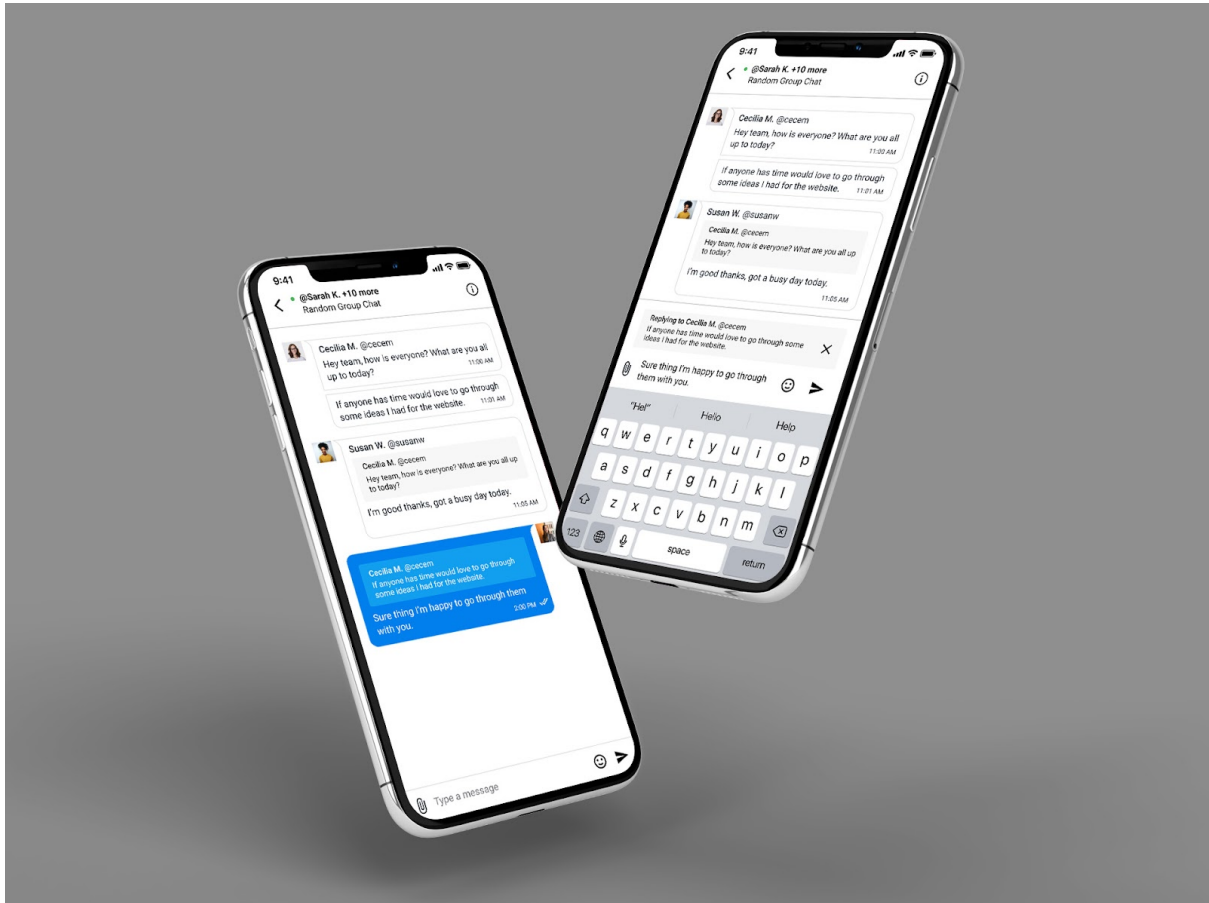 9:41
@Sarah K. +10 more
Random Group Chat
Cecilia M. @cecem
Hey team, how is everyone? What are you all
up to today?
11:00 AM
If anyone has time would love to go through
some ideas I had for the website.
11:01 AM
Susan W. @susanw
Cecilia M. @cecem
Hey team, how is everyone? What are you all up
to today?
I'm good thanks, got a busy day today.
11:05 AM
Cecilia M. @cecem
If anyone has time would love to go through
some ideas I had for the website.
Sure thing I'm happy to go through them
with you.
2:00 PM
Type a message
9:41
@Sarah K. +10 more
Random Group Chat
Cecilia M. @cecem
Hey team, how is everyone? What are you all
up to today?
11:00 AM
If anyone has time would love to go through
some ideas I had for the website.
11:01 AM
Susan W. @susanw
Cecilia M. @cecem
Hey team, how is everyone? What are you all up
to today?
I'm good thanks, got a busy day today.
11:05 AM
Replying to Cecilia M. @cecem
If anyone has time would love to go through some
ideas I had for the website.
Sure thing I'm happy to go through
them with you.
"Hel" Hello Help
q w e r t y u i o p
a s d f g h j k l
z x c v b n m
123 space return